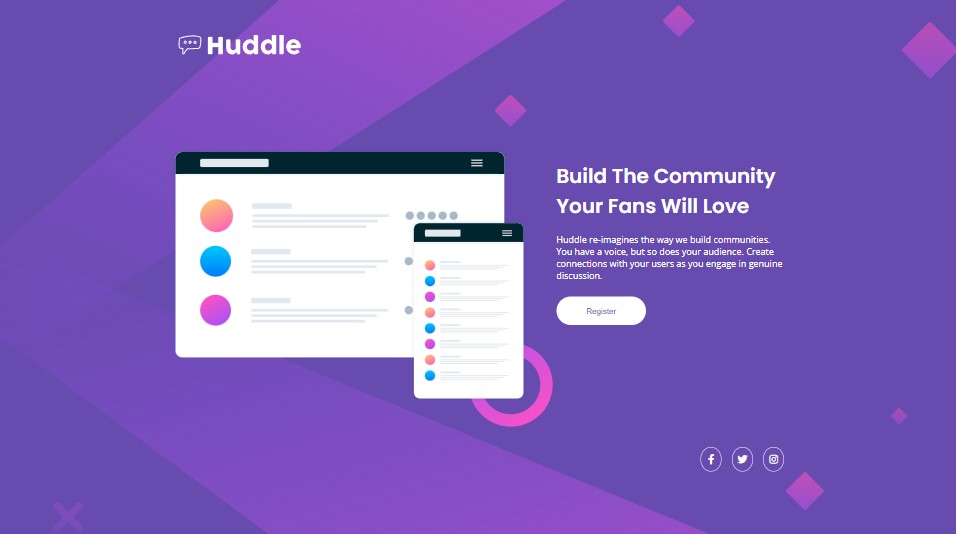 Huddle
Build The Community
Your Fans Will Love
Huddle re-imagines the way we build communities.
You have a voice, but so does your audience. Create
connections with your users as you engage in genuine
discussion.
Register